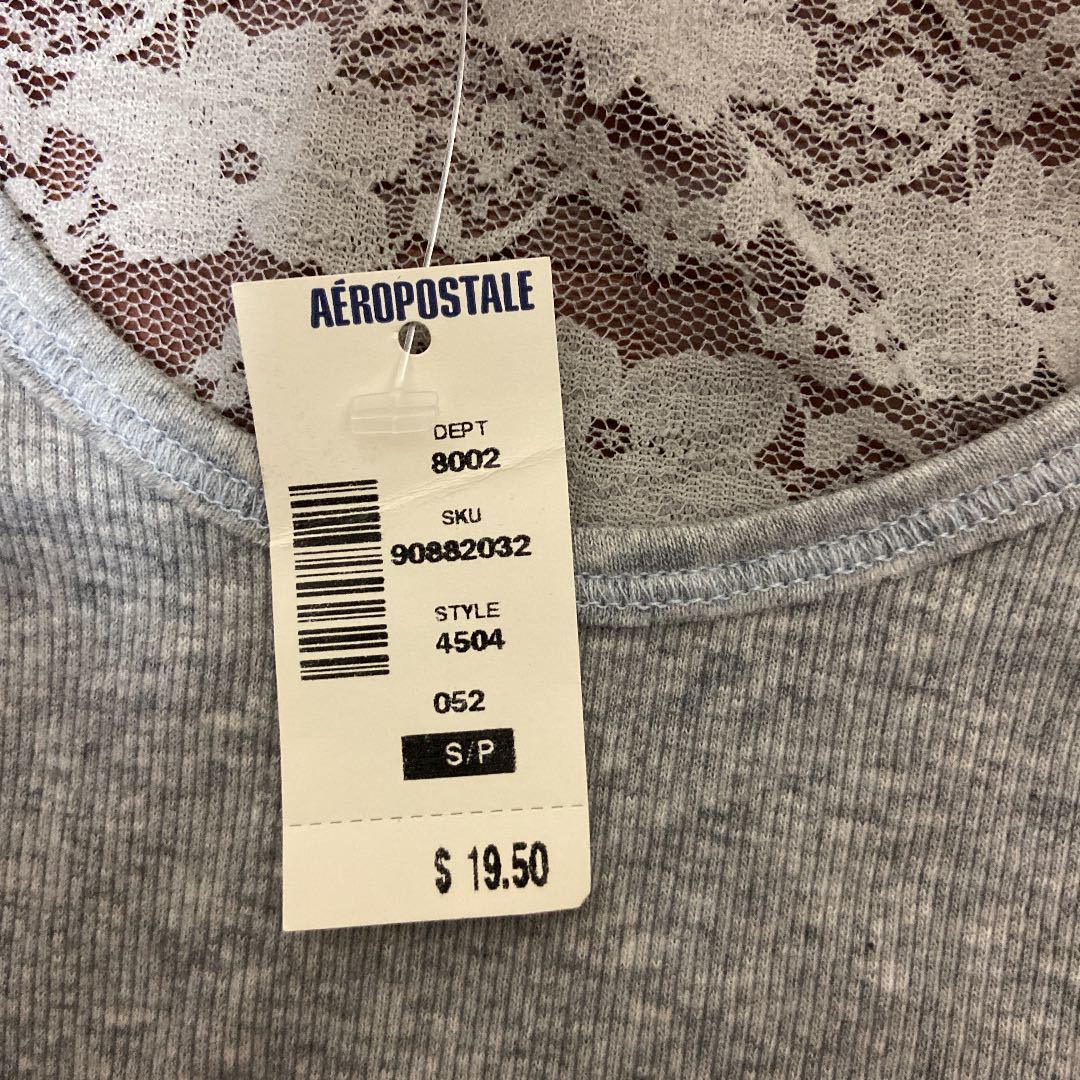 AÉROPOSTALE
DEPT
8002
SKU
90882032
STYLE
4504
052
S/P
$ 19.50